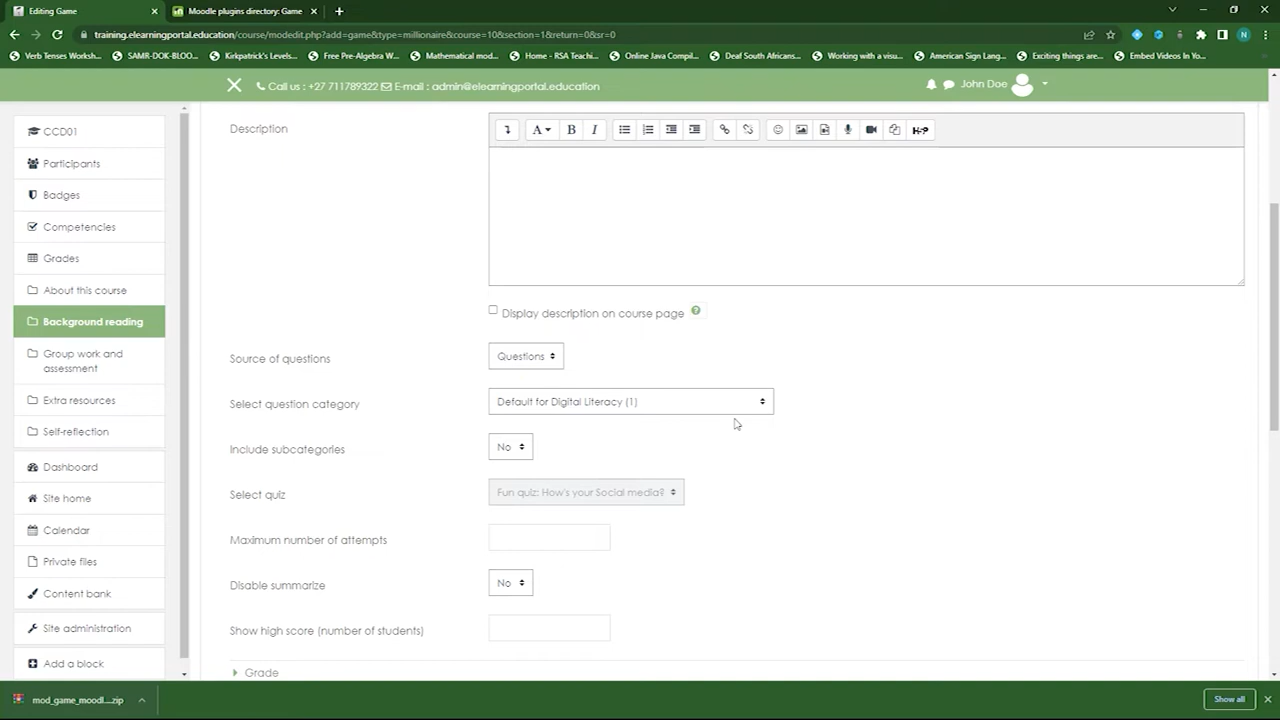 Editing Game
Moodle plugins directory: Game
training.elearningportal.education/course/modedit.php?add=game&type=millionaire&course=10&section=1&return=0&sr=0
N
Verb Tenses Worksh...
SAMR-DOK-BLOO...
Kirkpatrick's Levels...
Free Pre-Algebra W...
Mathematical mod...
Home - RSA Teachi...
Online Java Compil...
Deaf South Africans...
Working with a visu...
American Sign Lang...
Exciting things are...
Embed Videos In Yo...
Call us : +27 711789322 E-mail : admin@elearningportal.education
John Doe
CCD01
Participants
Badges
Competencies
Grades
About this course
Background reading
Group work and
assessment
Extra resources
Self-reflection
Dashboard
Site home
Calendar
Private files
Content bank
Site administration
Add a block
Description
A B I
H-P
Display description on course page
Source of questions
Questions
Select question category
Default for Digital Literacy (1)
Include subcategories
No
Select quiz
Fun quiz: How's your Social media?
Maximum number of attempts
Disable summarize
No
Show high score (number of students)
Grade
mod_game_moodl....zip
Show all